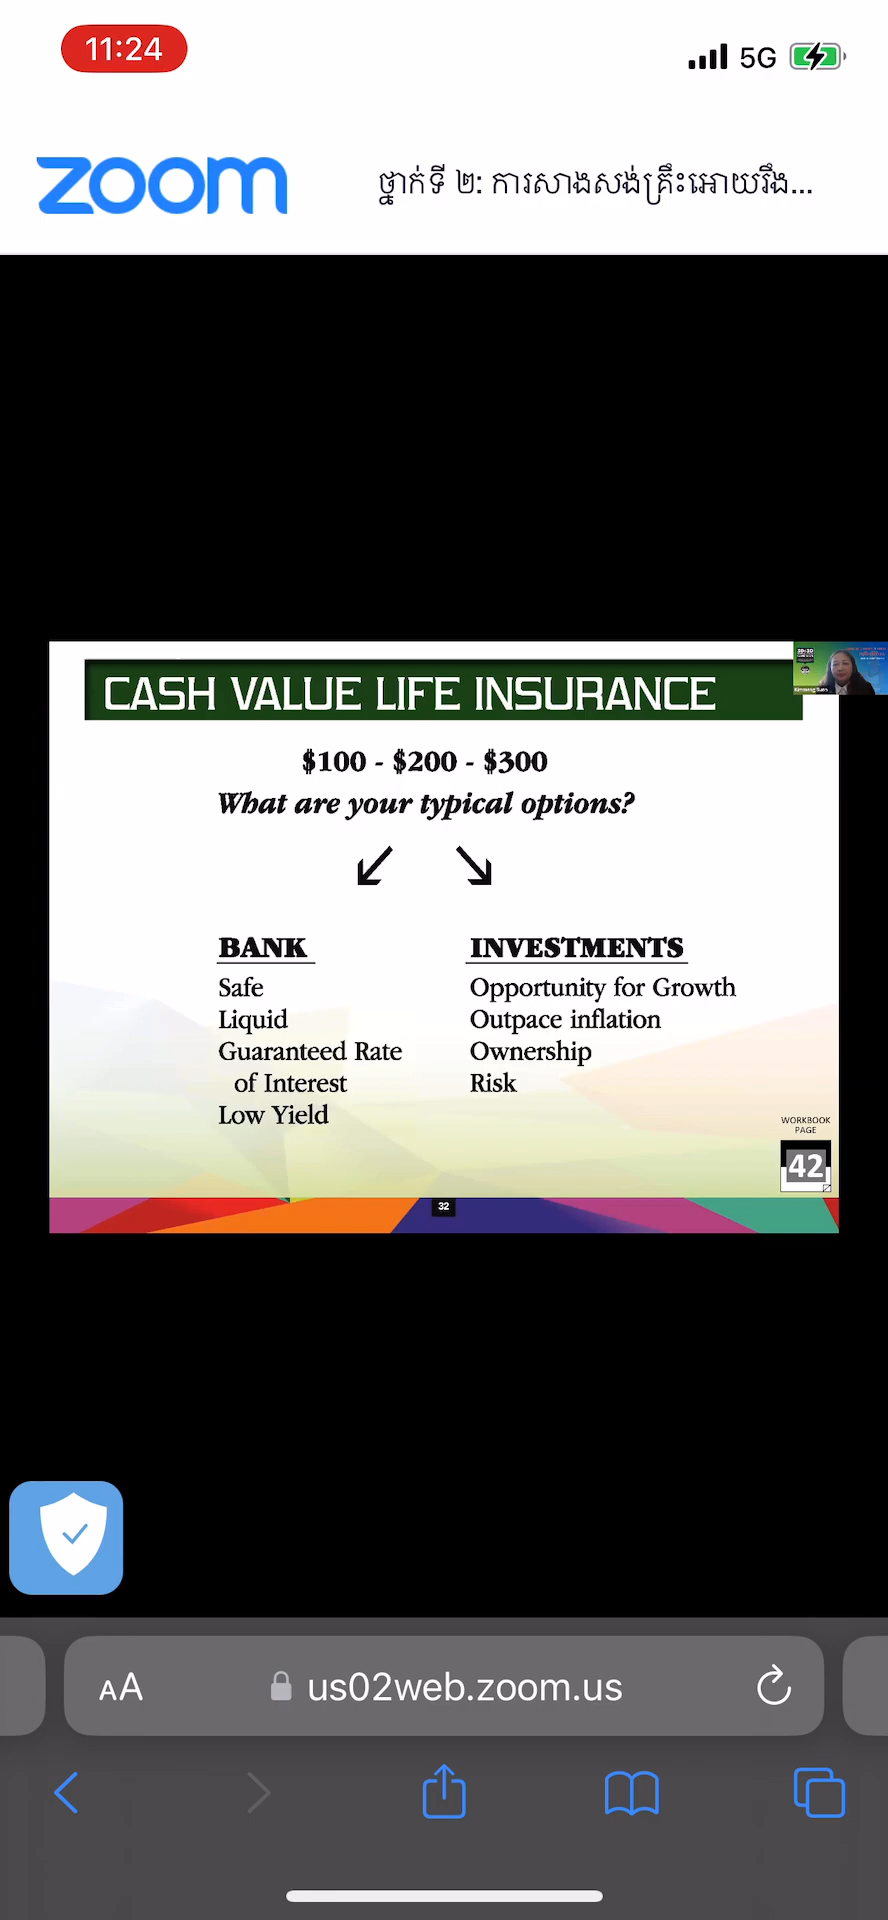 11:24
5G
zoom
ថ្នាក់ទី ២: ការសាងសង់គ្រឹះអោយរឹង...
CASH VALUE LIFE INSURANCE
$100 - $200 - $300
What are your typical options?
BANK
Safe
Liquid
Guaranteed Rate
of Interest
Low Yield
INVESTMENTS
Opportunity for Growth
Outpace inflation
Ownership
Risk
WORKBOOK
PAGE
42
32
AA
us02web.zoom.us